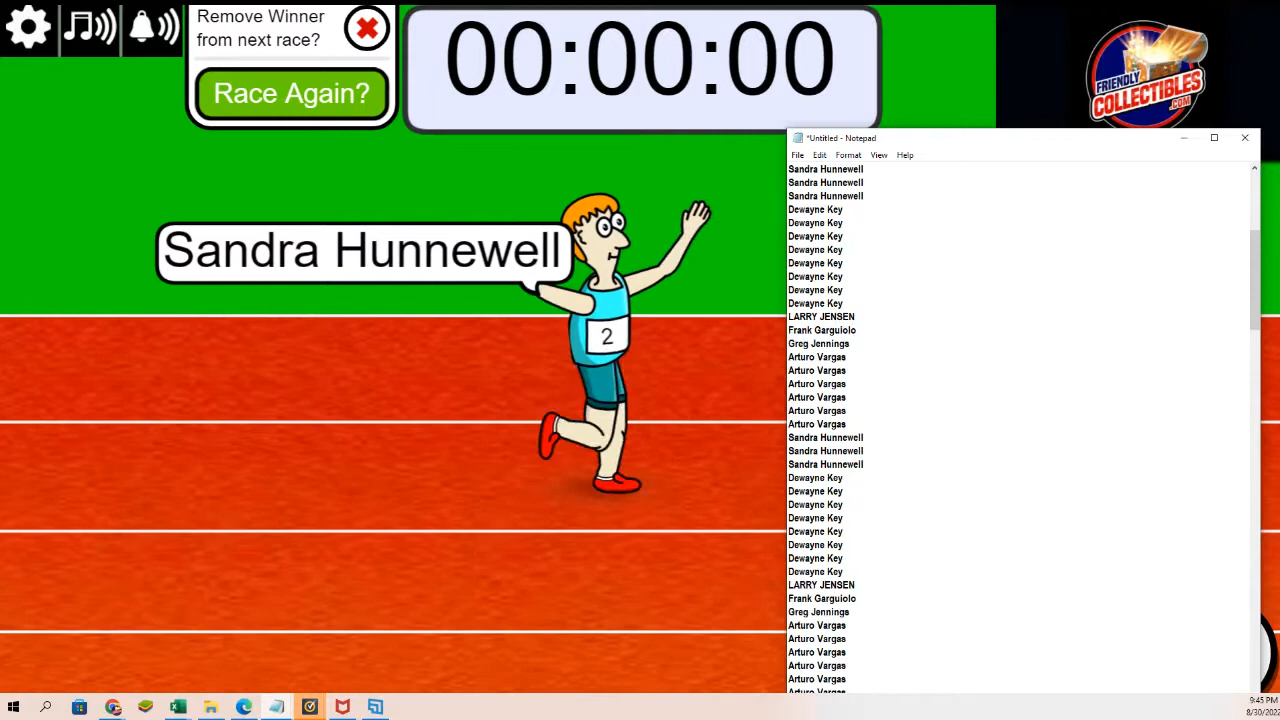 Remove Winner
from next race?
Race Again?
00:00:00
FRIENDLY
COLLECTIBLES
.COM
*Untitled - Notepad
File Edit Format View Help
Sandra Hunnewell
Sandra Hunnewell
Sandra Hunnewell
Sandra Hunnewell
Dewayne Key
Dewayne Key
Dewayne Key
Dewayne Key
Dewayne Key
Dewayne Key
Dewayne Key
Dewayne Key
LARRY JENSEN
Frank Garguiolo
Greg Jennings
Arturo Vargas
Arturo Vargas
Arturo Vargas
Arturo Vargas
Arturo Vargas
Arturo Vargas
Sandra Hunnewell
Sandra Hunnewell
Sandra Hunnewell
Dewayne Key
Dewayne Key
Dewayne Key
Dewayne Key
Dewayne Key
Dewayne Key
Dewayne Key
Dewayne Key
LARRY JENSEN
Frank Garguiolo
Greg Jennings
Arturo Vargas
Arturo Vargas
Arturo Vargas
Arturo Vargas
Arturo Vargas
Arturo Vargas
2
9:45 PM